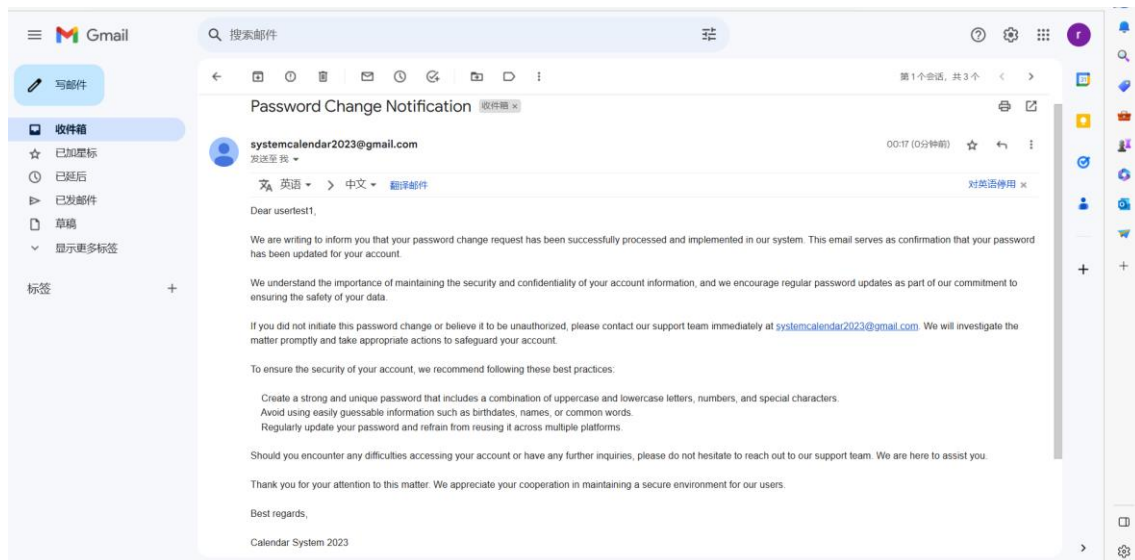 Gmail
搜索邮件
r
写邮件
第 1 个会话，共 3 个
Password Change Notification 收件箱 ×
收件箱
systemcalendar2023@gmail.com
00:17 (0分钟前)
发送至 我
已加星标
已延后
英语 中文 翻译邮件
对英语停用 ×
已发邮件
Dear usertest1,
草稿
We are writing to inform you that your password change request has been successfully processed and implemented in our system. This email serves as confirmation that your password
显示更多标签
has been updated for your account.
标签 +
We understand the importance of maintaining the security and confidentiality of your account information, and we encourage regular password updates as part of our commitment to
ensuring the safety of your data.
If you did not initiate this password change or believe it to be unauthorized, please contact our support team immediately at systemcalendar2023@gmail.com. We will investigate the
matter promptly and take appropriate actions to safeguard your account.
To ensure the security of your account, we recommend following these best practices:
Create a strong and unique password that includes a combination of uppercase and lowercase letters, numbers, and special characters.
Avoid using easily guessable information such as birthdates, names, or common words.
Regularly update your password and refrain from reusing it across multiple platforms.
Should you encounter any difficulties accessing your account or have any further inquiries, please do not hesitate to reach out to our support team. We are here to assist you.
Thank you for your attention to this matter. We appreciate your cooperation in maintaining a secure environment for our users.
Best regards,
Calendar System 2023